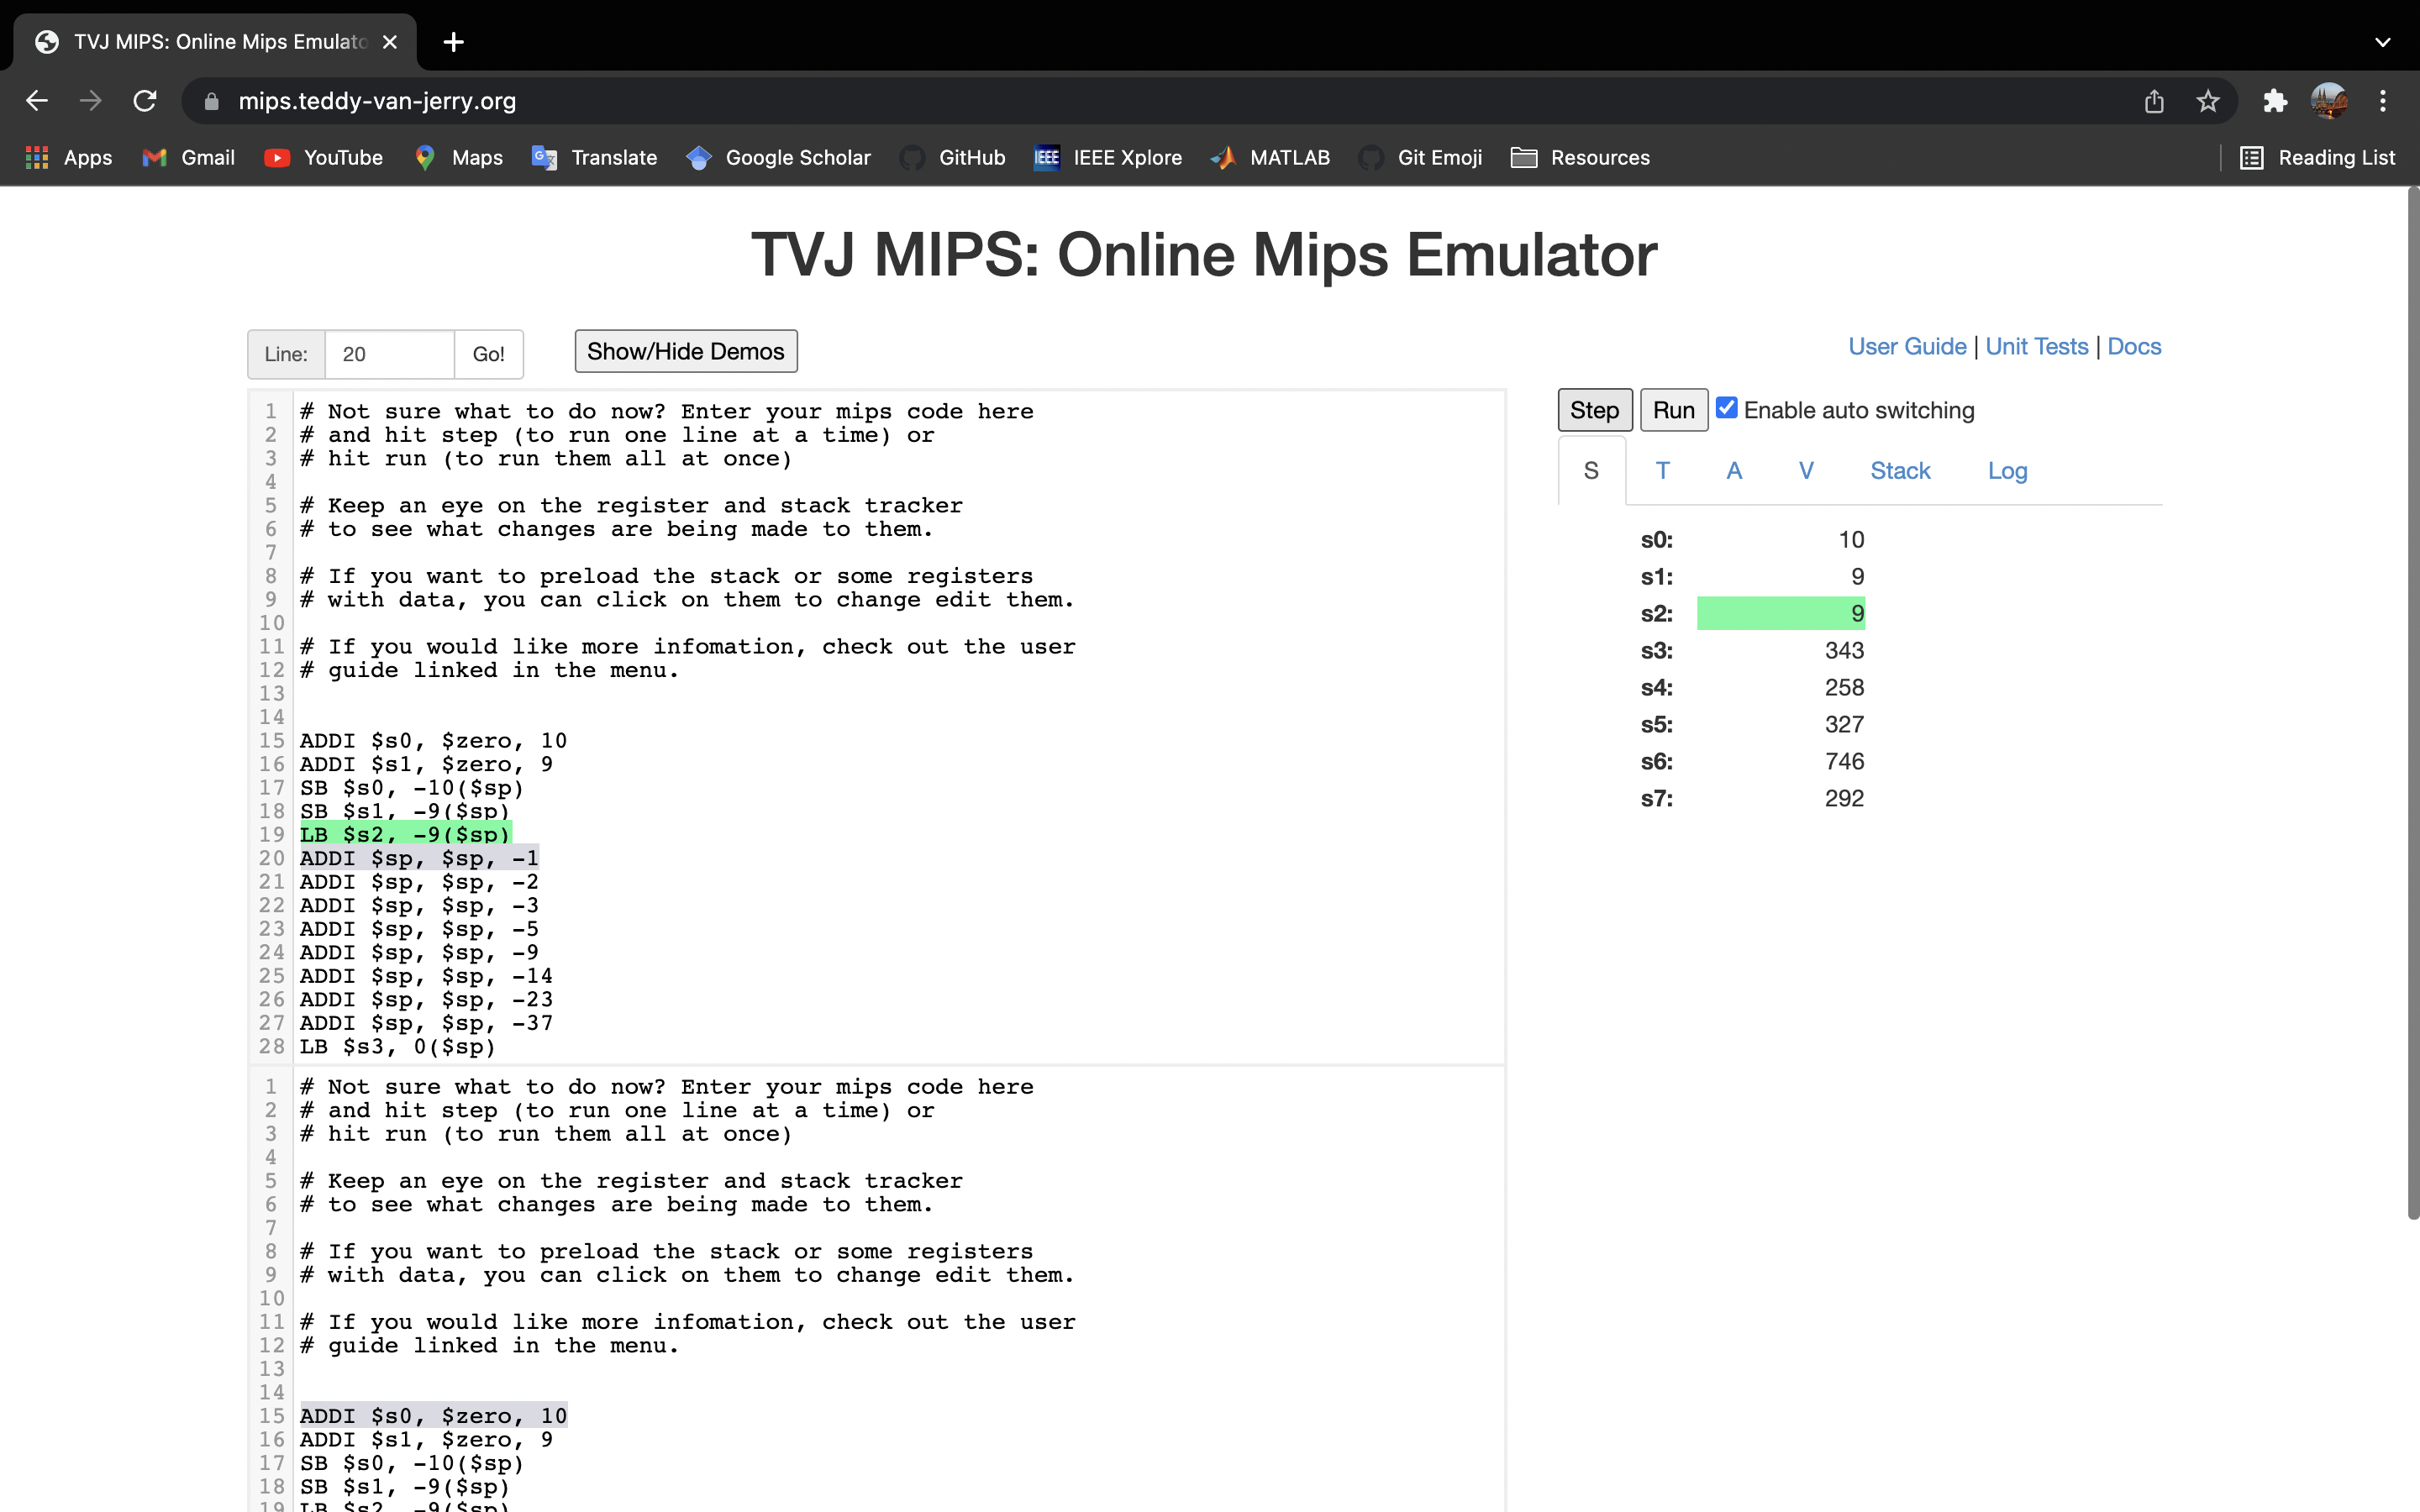 TVJ MIPS: Online Mips Emulato
mips.teddy-van-jerry.org
Apps Gmail YouTube Maps Translate Google Scholar GitHub IEEE IEEE Xplore MATLAB Git Emoji Resources Reading List
TVJ MIPS: Online Mips Emulator
Line: 20 Go! Show/Hide Demos
User Guide | Unit Tests | Docs
1 # Not sure what to do now? Enter your mips code here
2 # and hit step (to run one line at a time) or
3 # hit run (to run them all at once)
4
5 # Keep an eye on the register and stack tracker
6 # to see what changes are being made to them.
7
8 # If you want to preload the stack or some registers
9 # with data, you can click on them to change edit them.
10
11 # If you would like more infomation, check out the user
12 # guide linked in the menu.
13
14
15 ADDI $s0, $zero, 10
16 ADDI $s1, $zero, 9
17 SB $s0, -10($sp)
18 SB $s1, -9($sp)
19 LB $s2, -9($sp)
20 ADDI $sp, $sp, -1
21 ADDI $sp, $sp, -2
22 ADDI $sp, $sp, -3
23 ADDI $sp, $sp, -5
24 ADDI $sp, $sp, -9
25 ADDI $sp, $sp, -14
26 ADDI $sp, $sp, -23
27 ADDI $sp, $sp, -37
28 LB $s3, 0($sp)
1 # Not sure what to do now? Enter your mips code here
2 # and hit step (to run one line at a time) or
3 # hit run (to run them all at once)
4
5 # Keep an eye on the register and stack tracker
6 # to see what changes are being made to them.
7
8 # If you want to preload the stack or some registers
9 # with data, you can click on them to change edit them.
10
11 # If you would like more infomation, check out the user
12 # guide linked in the menu.
13
14
15 ADDI $s0, $zero, 10
16 ADDI $s1, $zero, 9
17 SB $s0, -10($sp)
18 SB $s1, -9($sp)
19 LB $s2, -9($sp)
Step Run Enable auto switching
S T A V Stack Log
s0: 10
s1: 9
s2: 9
s3: 343
s4: 258
s5: 327
s6: 746
s7: 292